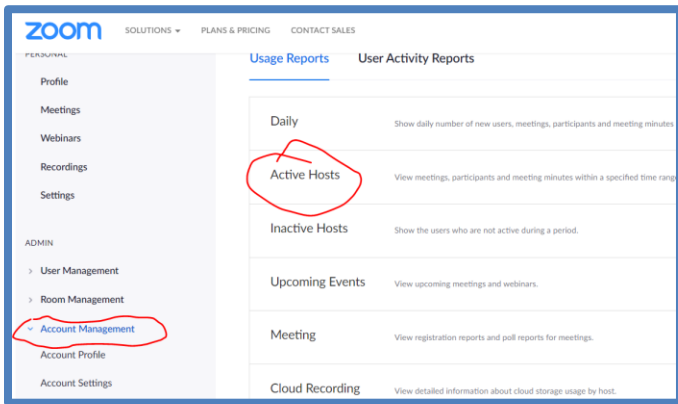 zoom SOLUTIONS PLANS & PRICING CONTACT SALES
PERSONAL
Profile
Meetings
Webinars
Recordings
Settings
ADMIN
User Management
Room Management
Account Management
Account Profile
Account Settings
Usage Reports User Activity Reports
Daily Show daily number of new users, meetings, participants and meeting minutes
Active Hosts View meetings, participants and meeting minutes within a specified time range
Inactive Hosts Show the users who are not active during a period.
Upcoming Events View upcoming meetings and webinars.
Meeting View registration reports and poll reports for meetings.
Cloud Recording View detailed information about cloud storage usage by host.